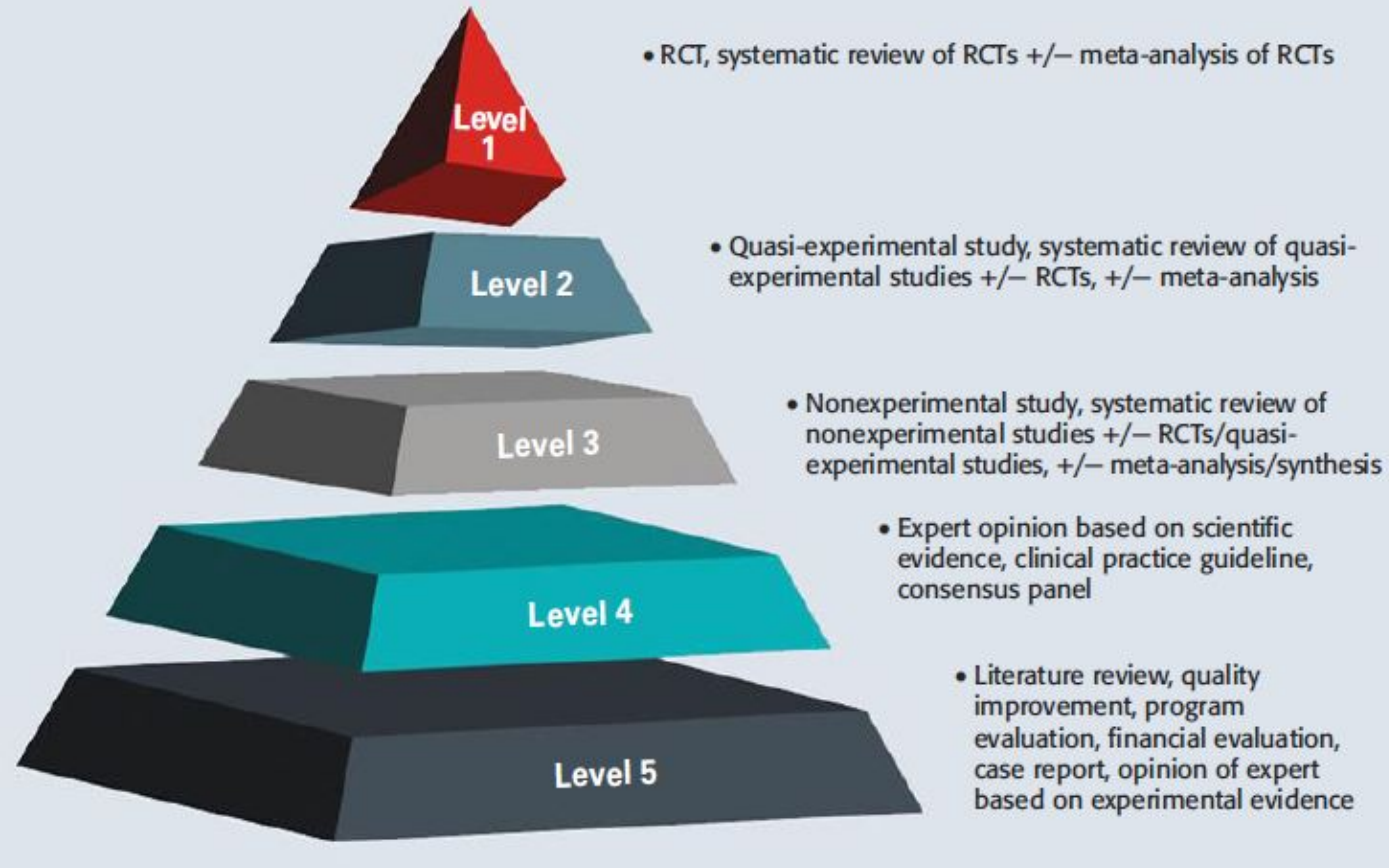 Level
1
• RCT, systematic review of RCTs +/– meta-analysis of RCTs
Level 2
• Quasi-experimental study, systematic review of quasi-
experimental studies +/– RCTs, +/– meta-analysis
Level 3
• Nonexperimental study, systematic review of
nonexperimental studies +/– RCTs/quasi-
experimental studies, +/– meta-analysis/synthesis
Level 4
• Expert opinion based on scientific
evidence, clinical practice guideline,
consensus panel
Level 5
• Literature review, quality
improvement, program
evaluation, financial evaluation,
case report, opinion of expert
based on experimental evidence